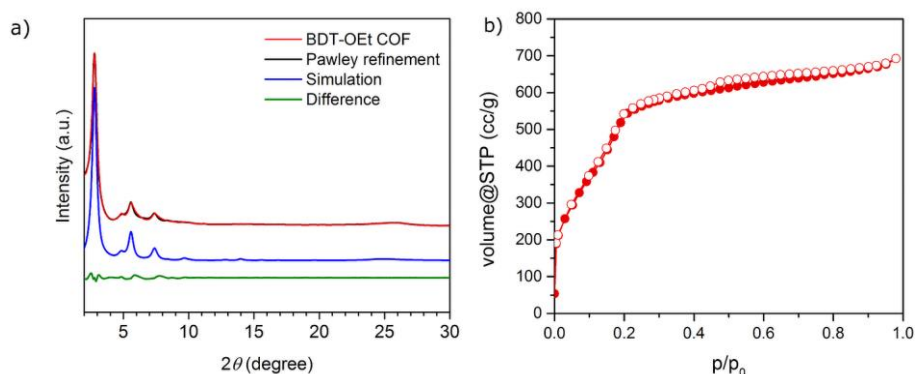 a)
BDT-OEt COF
Pawley refinement
Simulation
Difference
Intensity (a.u.)
5 10 15 20 25 30
2θ (degree)
b)
800
700
600
500
400
300
200
100
0
volume@STP (cc/g)
0.0 0.2 0.4 0.6 0.8 1.0
p/p₀